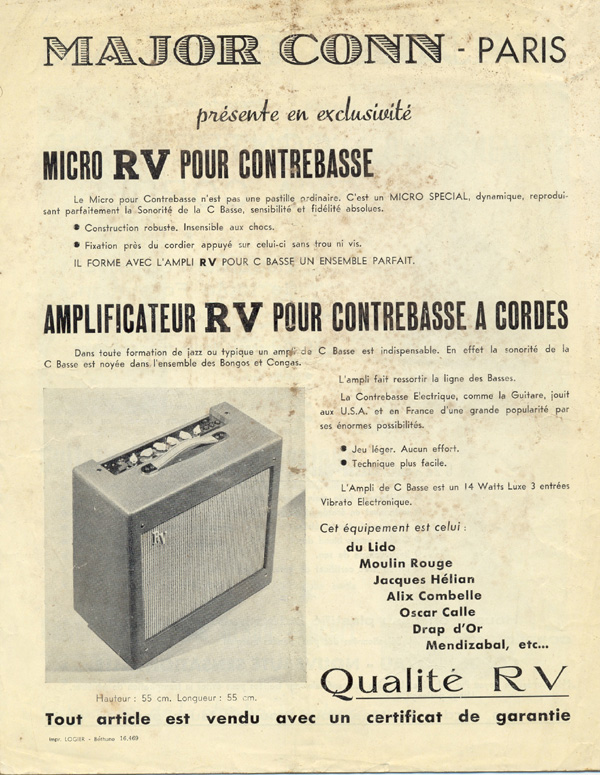 MAJOR CONN - PARIS
présente en exclusivité
MICRO RV POUR CONTREBASSE
Le Micro pour Contrebasse n'est pas une pastille ordinaire. C'est un MICRO SPECIAL, dynamique, reprodui-
sant parfaitement la Sonorité de la C Basse, sensibilité et fidélité absolues.
● Construction robuste. Insensible aux chocs.
● Fixation près du cordier appuyé sur celui-ci sans trou ni vis.
IL FORME AVEC L'AMPLI RV POUR C BASSE UN ENSEMBLE PARFAIT.
AMPLIFICATEUR RV POUR CONTREBASSE A CORDES
Dans toute formation de jazz ou typique un ampli de C Basse est indispensable. En effet la sonorité de la
C Basse est noyée dans l'ensemble des Bongos et Congas.
L'ampli fait ressortir la ligne des Basses.
La Contrebasse Electrique, comme la Guitare, jouit
aux U.S.A. et en France d'une grande popularité par
ses énormes possibilités.
● Jeu léger. Aucun effort.
● Technique plus facile.
L'Ampli de C Basse est un 14 Watts Luxe 3 entrées
Vibrato Electronique.
Cet équipement est celui :
du Lido
Moulin Rouge
Jacques Hélian
Alix Combelle
Oscar Calle
Drap d'Or
Mendizabal, etc...
RV
Hauteur : 55 cm. Longueur : 55 cm.
Qualité RV
Tout article est vendu avec un certificat de garantie
Impr. LOGIER - Béthune 16.469